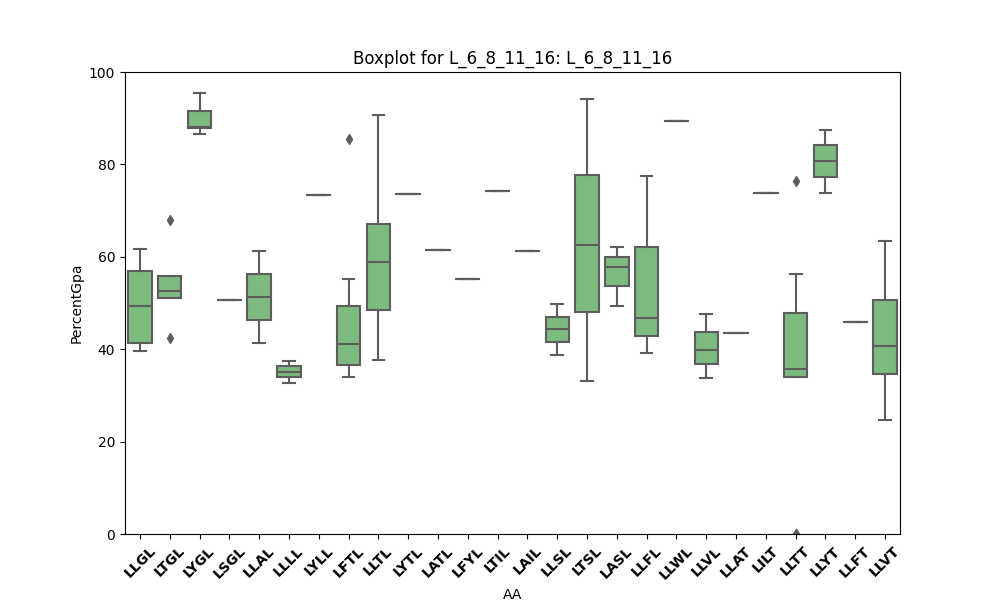 Boxplot for L_6_8_11_16: L_6_8_11_16
100
80
60
40
20
0
PercentGpa
LLGL
LTGL
LYGL
LSGL
LLAL
LLLL
LYLL
LFTL
LLTL
LYTL
LATL
LFYL
LTIL
LAIL
LLSL
LTSL
LASL
LLFL
LLWL
LLVL
LLAT
LILT
LLTT
LLYT
LLFT
LLVT
AA